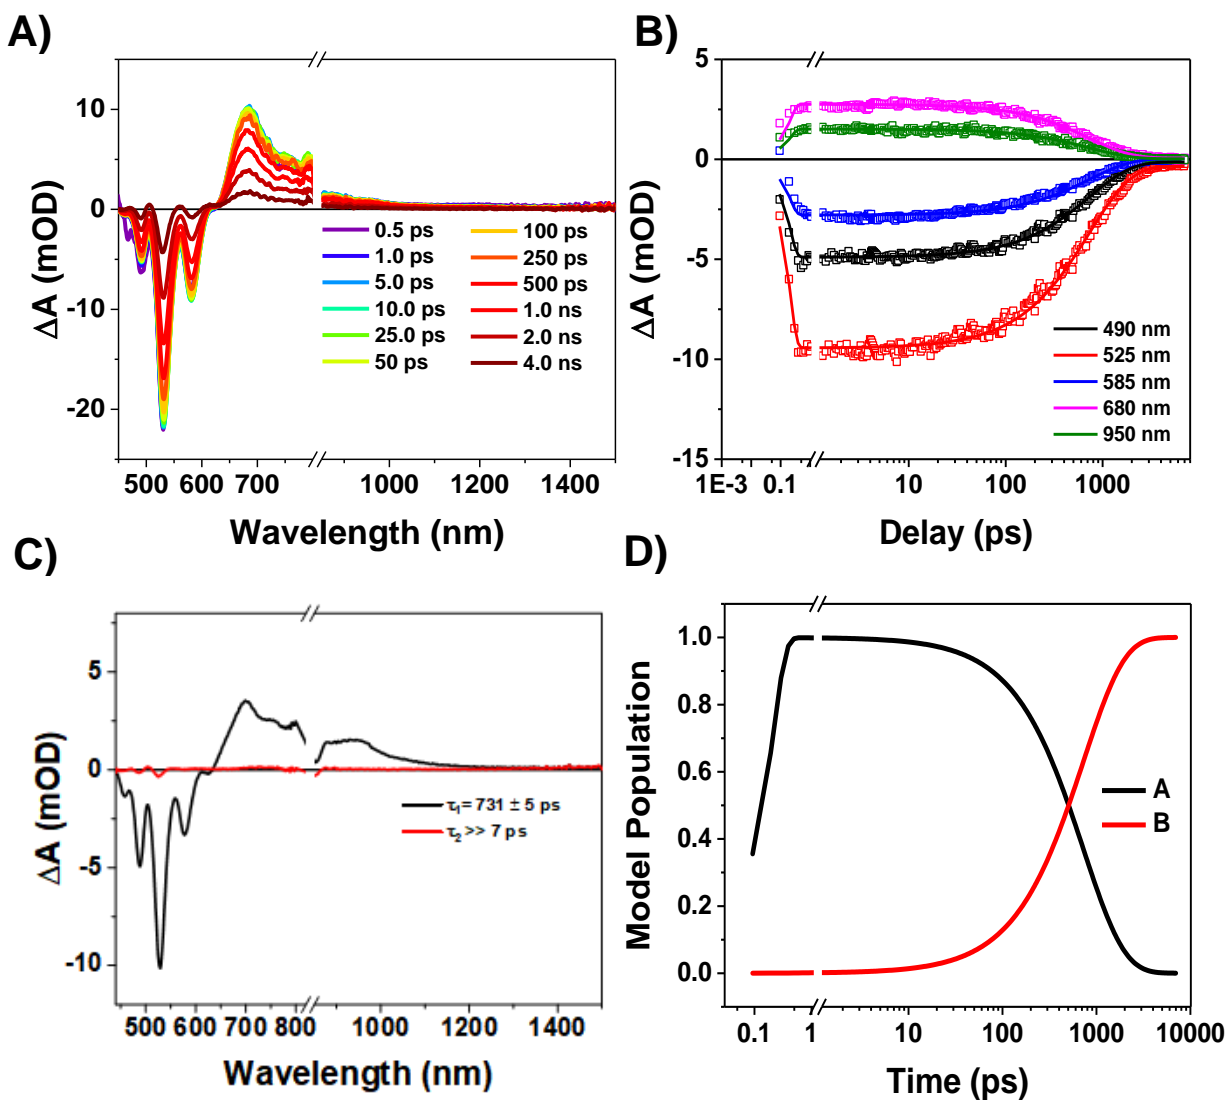 A)
ΔA (mOD)
10
0
-10
-20
0.5 ps
1.0 ps
5.0 ps
10.0 ps
25.0 ps
50 ps
100 ps
250 ps
500 ps
1.0 ns
2.0 ns
4.0 ns
500 600 700 1000 1200 1400
Wavelength (nm)
B)
ΔA (mOD)
5
0
-5
-10
-15
490 nm
525 nm
585 nm
680 nm
950 nm
1E-3 0.1 10 100 1000
Delay (ps)
C)
ΔA (mOD)
5
0
-5
-10
τ1= 731 ± 5 ps
τ2 >> 7 ps
500 600 700 800 1000 1200 1400
Wavelength (nm)
D)
Model Population
1.0
0.8
0.6
0.4
0.2
0.0
A
B
0.1 1 10 100 1000 10000
Time (ps)